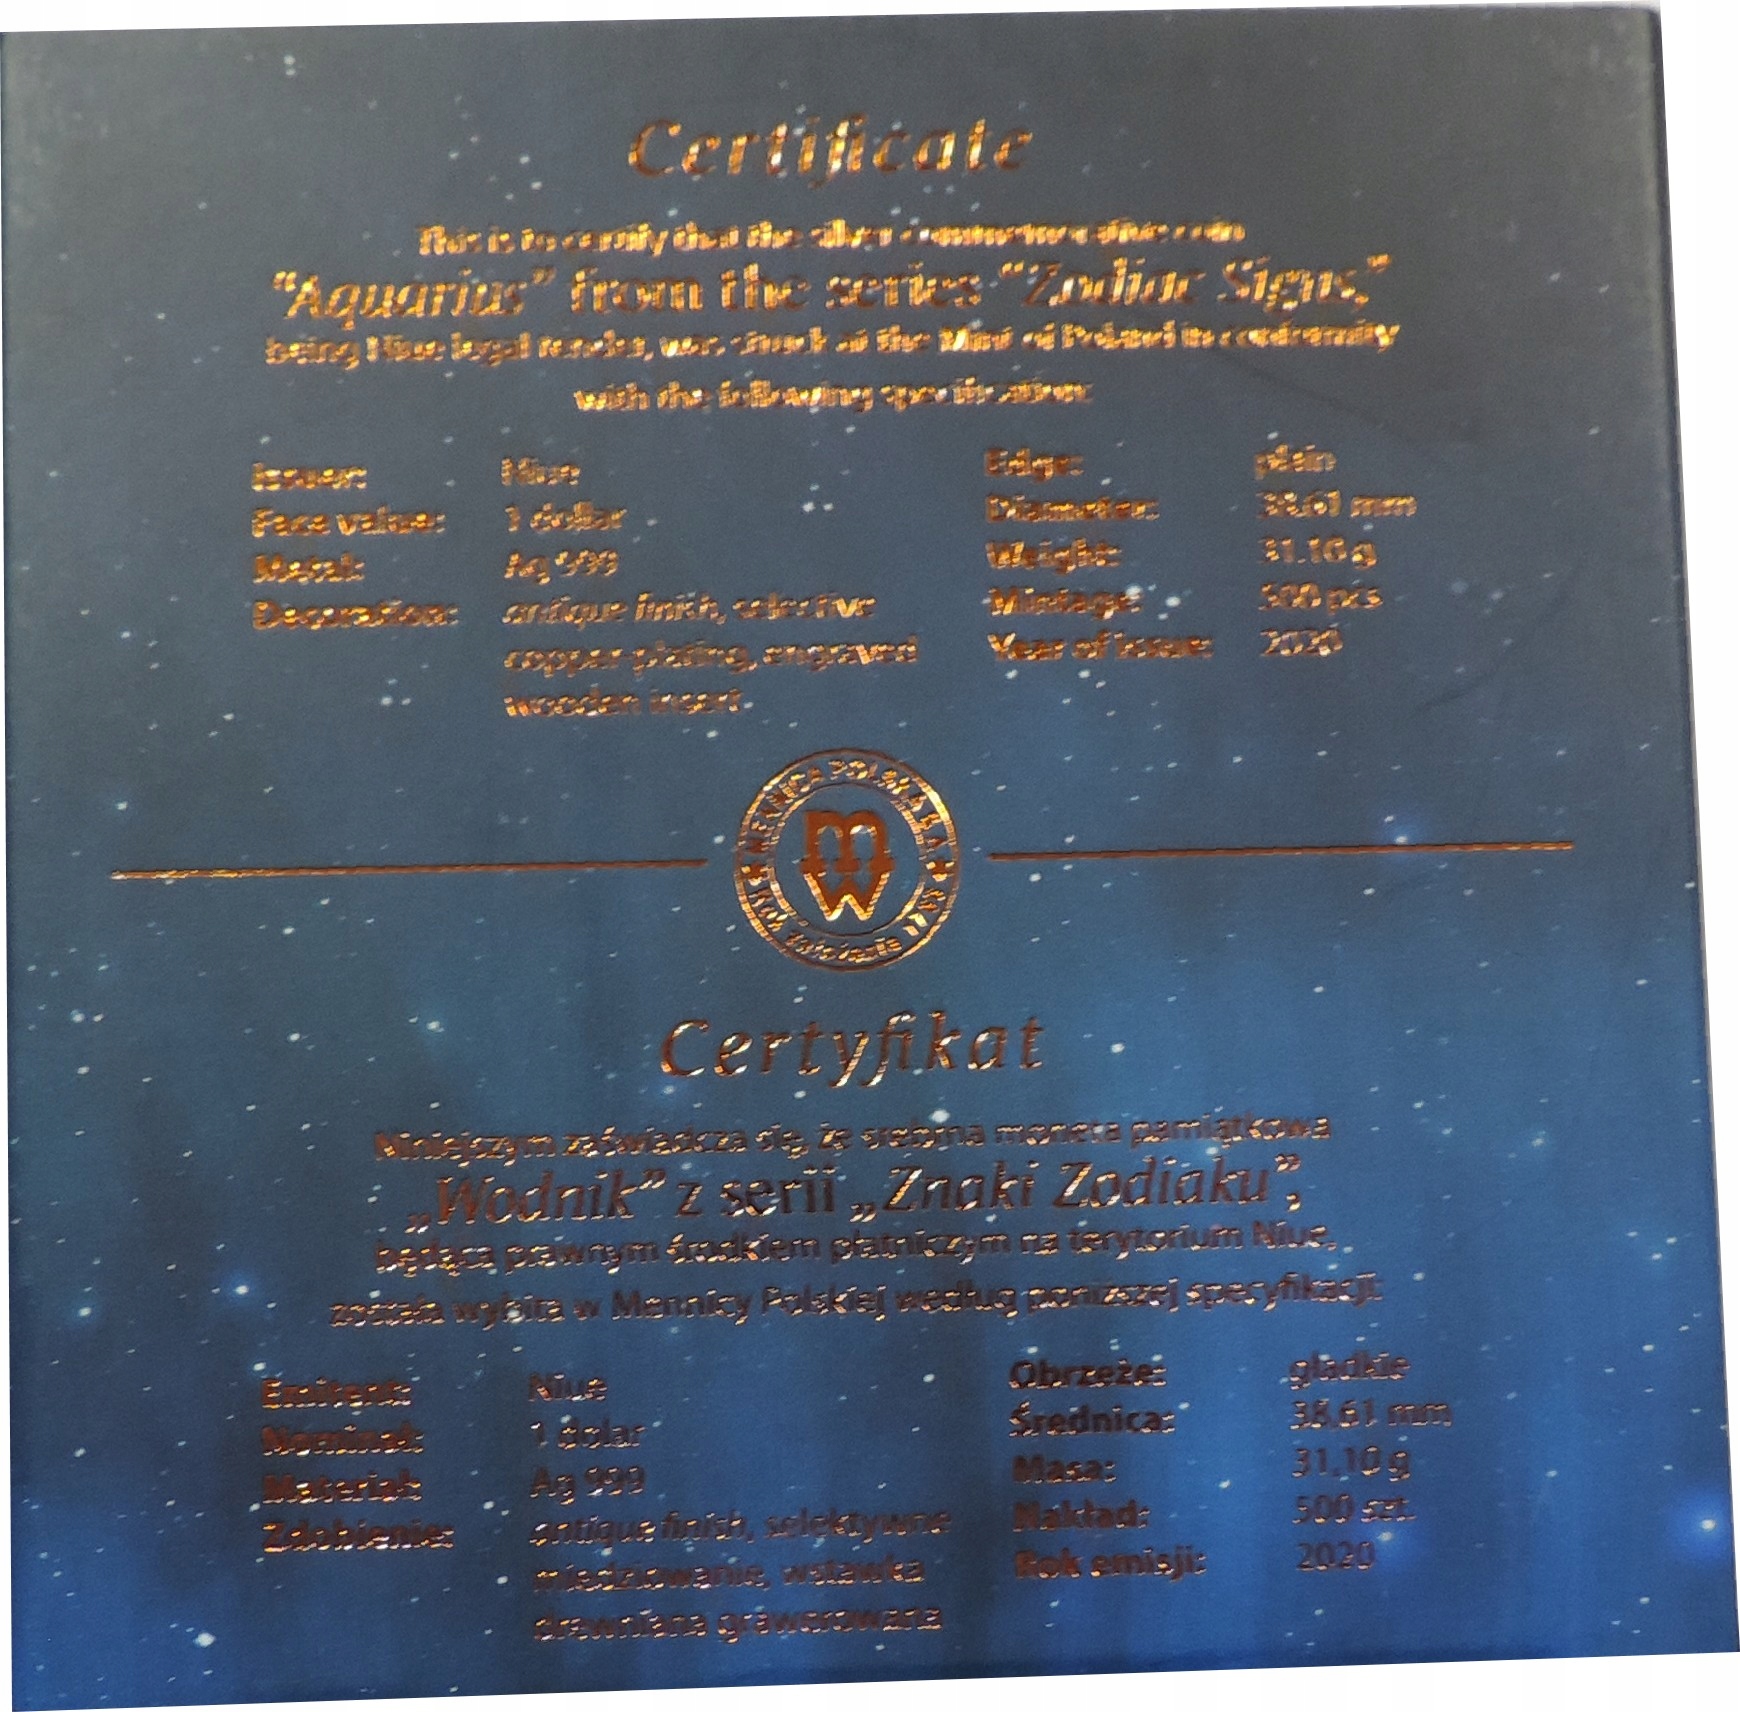 Certificate
This is to certify that the silver commemorative coin
“Aquarius” from the series “Zodiac Signs,”
being Niue legal tender, was struck at the Mint of Poland in conformity
with the following specification:
Issuer: Niue
Face value: 1 dollar
Metal: Ag 999
Decoration: antique finish, selective
copper plating, engraved
wooden insert
Edge: plain
Diameter: 38.61 mm
Weight: 31.10 g
Mintage: 500 pcs
Year of issue: 2020
MENNICA POLSKA S.A.
MW
Rok założenia
Certyfikat
Niniejszym zaświadcza się, że srebrna moneta pamiątkowa
„Wodnik” z serii „Znaki Zodiaku”,
będąca prawnym środkiem płatniczym na terytorium Niue,
została wybita w Mennicy Polskiej według poniższej specyfikacji:
Emitent: Niue
Nominał: 1 dolar
Materiał: Ag 999
Zdobienie: antique finish, selektywne
miedziowanie, wstawka
drewniana grawerowana
Obrzeże: gładkie
Średnica: 38,61 mm
Masa: 31,10 g
Nakład: 500 szt.
Rok emisji: 2020